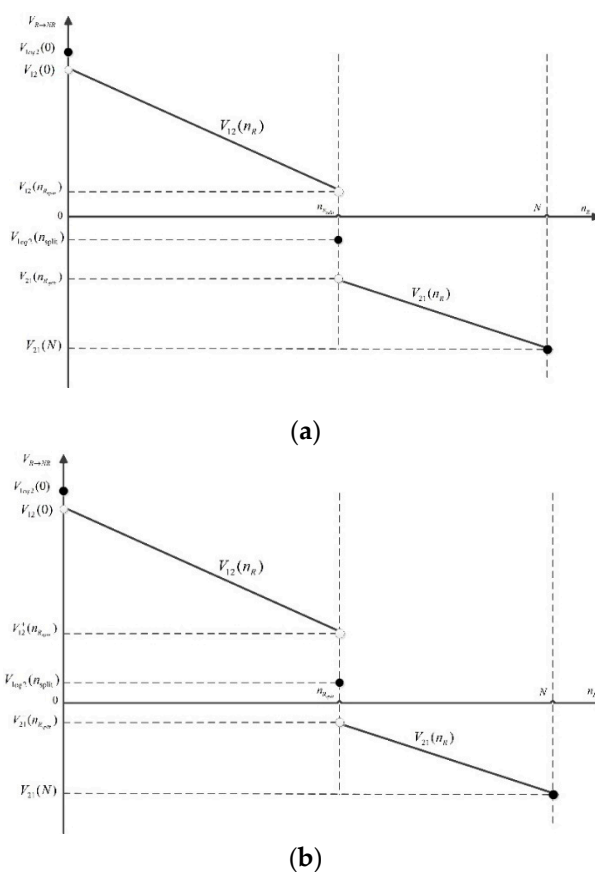 V_{R→NR}
V_{log2}(0)
V_{12}(0)
V_{12}(n_R)
V_{12}(n_{R_{split}})
0
n_{R_{split}}
N
n_R
V_{log2}(n_{split})
V_{21}(n_{R_{split}})
V_{21}(n_R)
V_{21}(N)
(a)
V_{R→NR}
V_{log2}(0)
V_{12}(0)
V_{12}(n_R)
V_{12}(n_{R_{split}})
V_{log2}(n_{split})
0
n_{R_{split}}
N
V_{21}(n_{R_{split}})
V_{21}(n_R)
V_{21}(N)
(b)